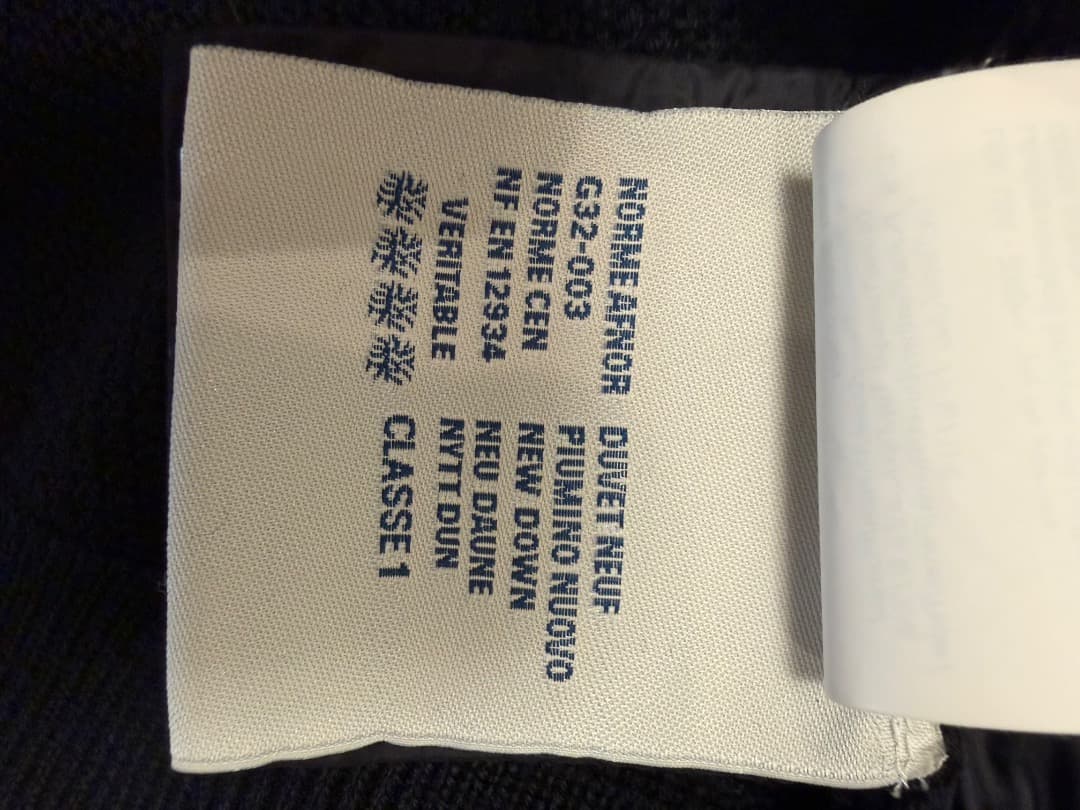 NORME AFNOR
G32-003
NORME CEN
NF EN 12934
VERITABLE
DUVET NEUF
PIUMINO NUOVO
NEW DOWN
NEU DAUNE
NYTT DUN
CLASSE 1